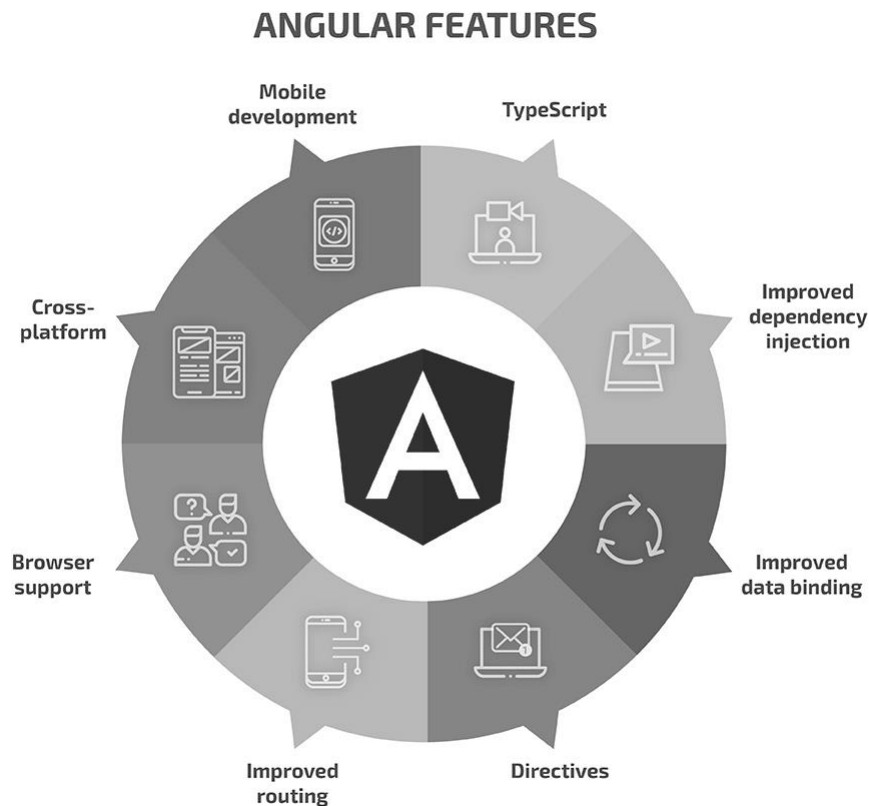 ANGULAR FEATURES
Mobile
development
TypeScript
Improved
dependency
injection
Improved
data binding
Directives
Improved
routing
Browser
support
Cross-
platform
A